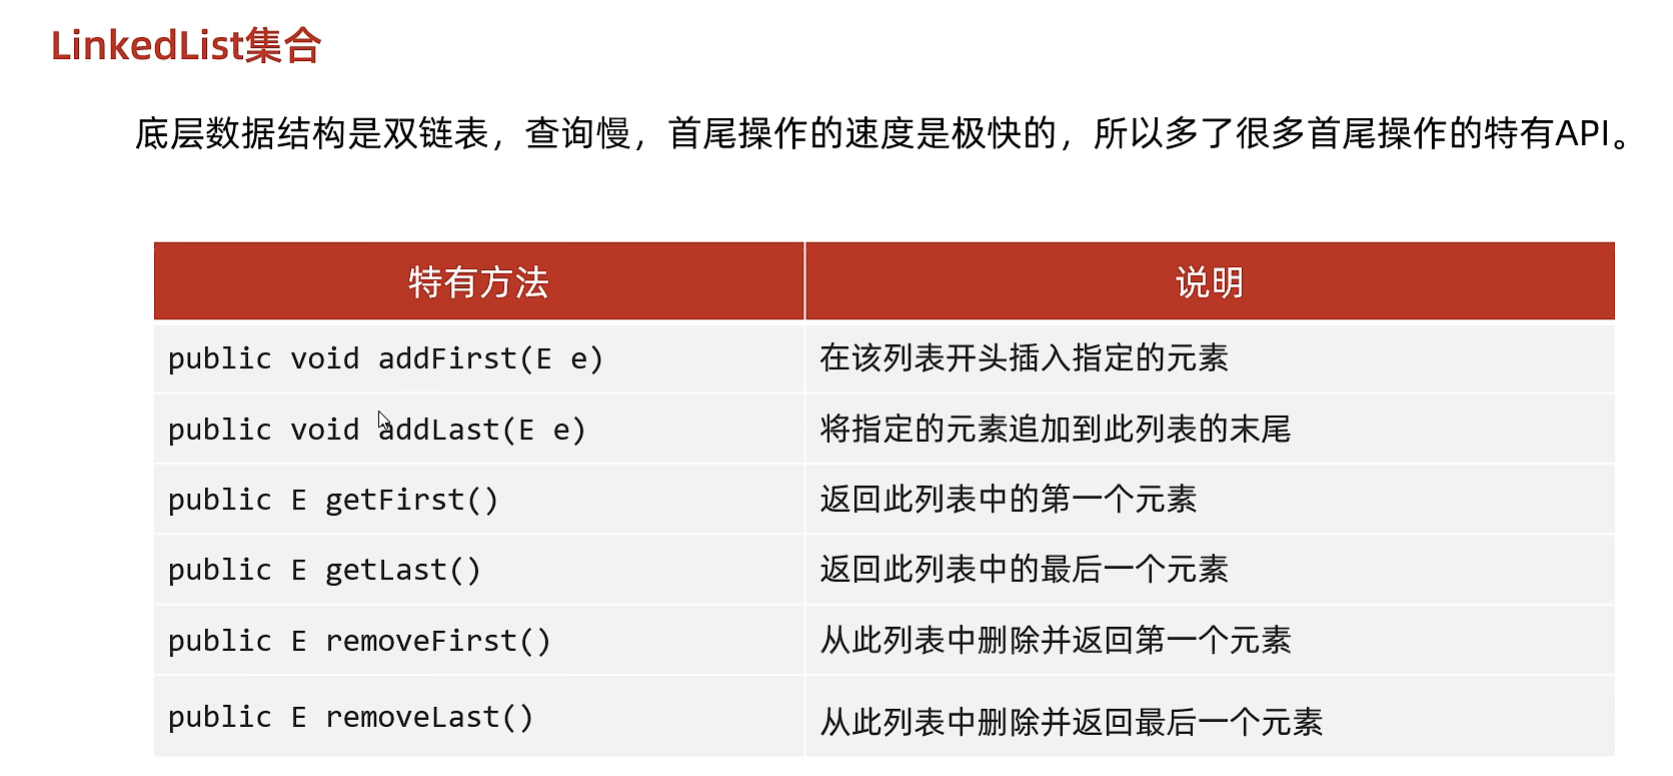 LinkedList集合
底层数据结构是双链表，查询慢，首尾操作的速度是极快的，所以多了很多首尾操作的特有API。
特有方法 说明
public void addFirst(E e) 在该列表开头插入指定的元素
public void addLast(E e) 将指定的元素追加到此列表的末尾
public E getFirst() 返回此列表中的第一个元素
public E getLast() 返回此列表中的最后一个元素
public E removeFirst() 从此列表中删除并返回第一个元素
public E removeLast() 从此列表中删除并返回最后一个元素